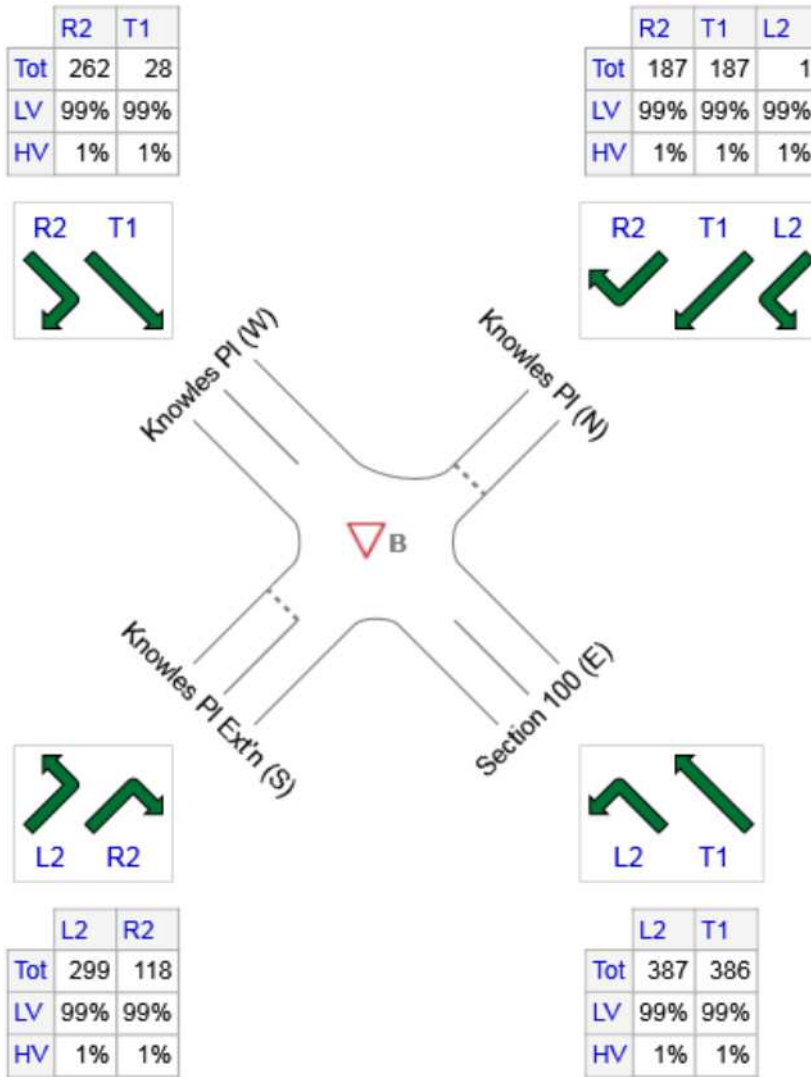 R2 T1
Tot 262 28
LV 99% 99%
HV 1% 1%
R2 T1 L2
Tot 187 187 1
LV 99% 99% 99%
HV 1% 1% 1%
R2 T1
R2 T1 L2
Knowles Pl (W)
Knowles Pl (N)
B
Knowles Pl Ext'n (S)
Section 100 (E)
L2 R2
L2 T1
L2 R2
Tot 299 118
LV 99% 99%
HV 1% 1%
L2 T1
Tot 387 386
LV 99% 99%
HV 1% 1%